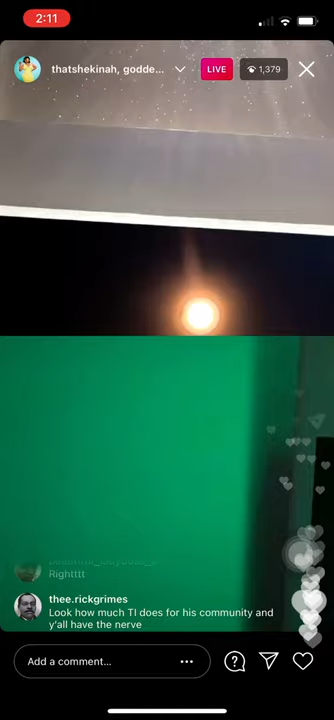 2:11
thatshekinah, godde...
LIVE
1,379
Rightttt
thee.rickgrimes
Look how much TI does for his community and
y'all have the nerve
Add a comment...